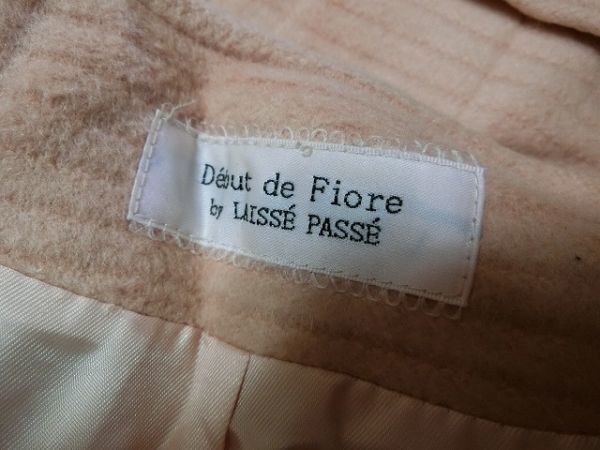 Début de Fiore
by LAISSÉ PASSÉ